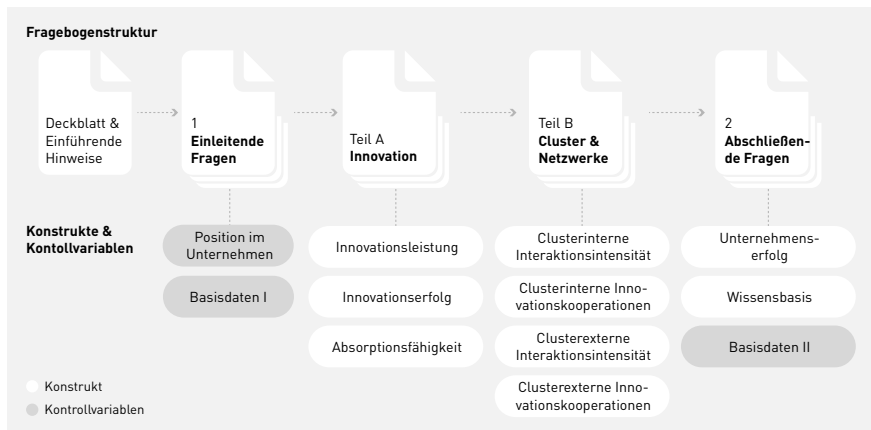 Fragebogenstruktur
Deckblatt &
Einführende
Hinweise
1
Einleitende
Fragen
Teil A
Innovation
Teil B
Cluster &
Netzwerke
2
Abschließen-
de Fragen
Konstrukte &
Kontollvariablen
Position im
Unternehmen
Basisdaten I
Innovationsleistung
Innovationserfolg
Absorptionsfähigkeit
Clusterinterne
Interaktionsintensität
Clusterinterne Inno-
vationskooperationen
Clusterexterne
Interaktionsintensität
Clusterexterne Inno-
vationskooperationen
Unternehmens-
erfolg
Wissensbasis
Basisdaten II
Konstrukt
Kontrollvariablen